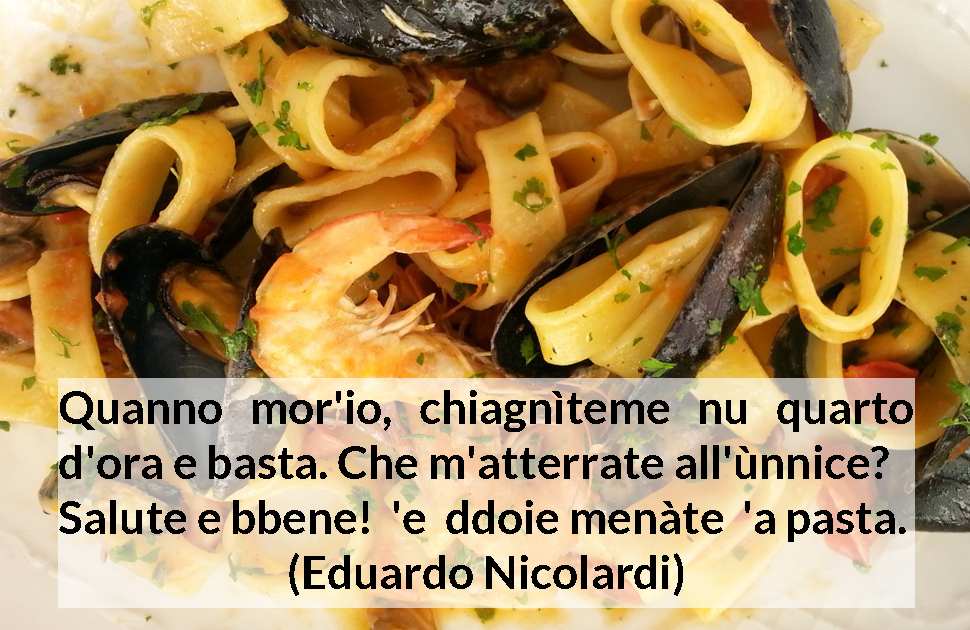 Quanno mor'io, chiagnìteme nu quarto
d'ora e basta. Che m'atterrate all'ùnnice?
Salute e bbene! 'e ddoie menàte 'a pasta.
(Eduardo Nicolardi)